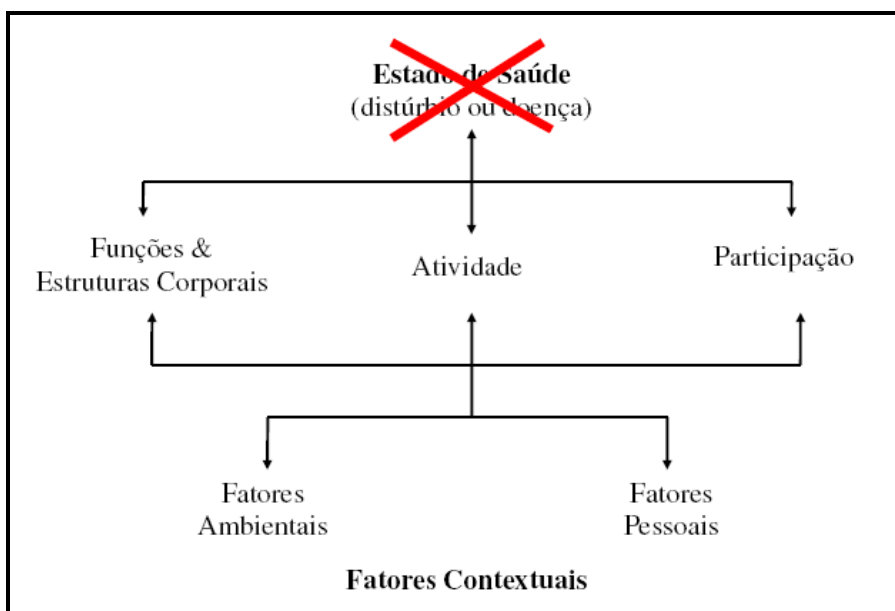 Estado de Saúde
(distúrbio ou doença)
Funções &
Estruturas Corporais
Atividade
Participação
Fatores
Ambientais
Fatores
Pessoais
Fatores Contextuais